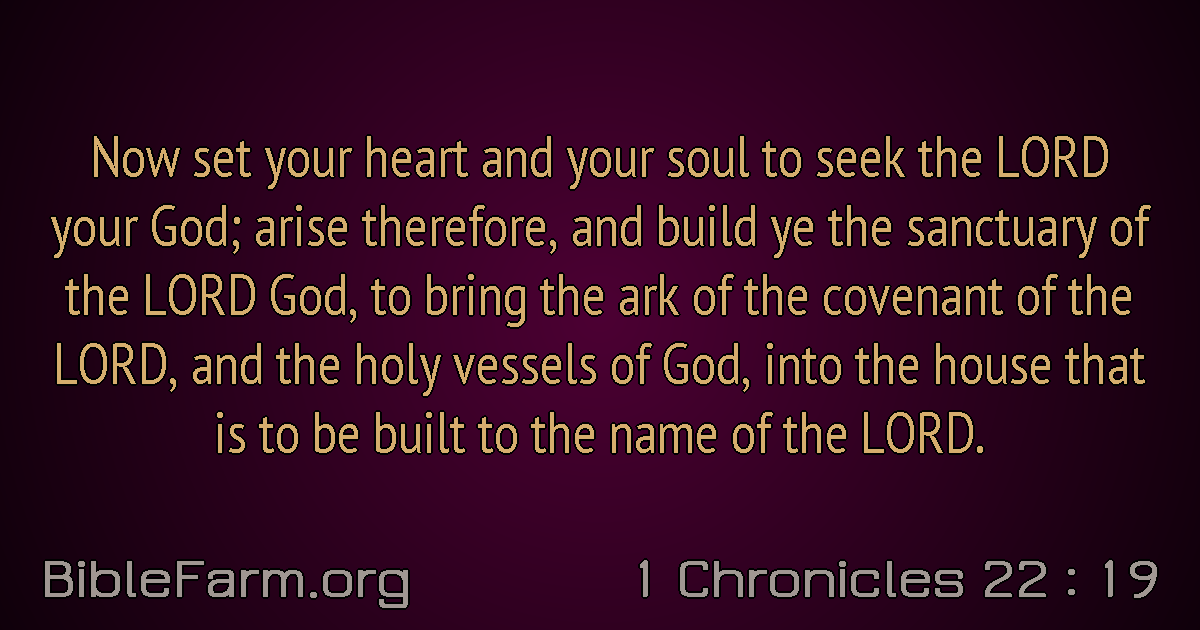 Now set your heart and your soul to seek the LORD
your God; arise therefore, and build ye the sanctuary of
the LORD God, to bring the ark of the covenant of the
LORD, and the holy vessels of God, into the house that
is to be built to the name of the LORD.
BibleFarm.org
1 Chronicles 22 : 19